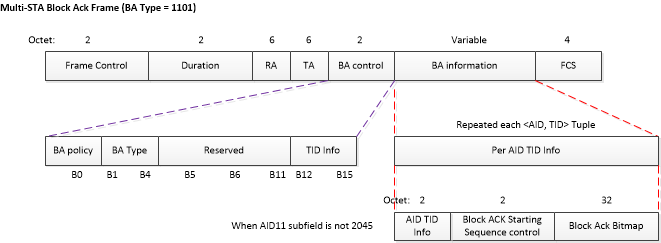 Multi-STA Block Ack Frame (BA Type = 1101)
Octet: 2 2 6 6 2 Variable 4
Frame Control Duration RA TA BA control BA information FCS
Repeated each <AID, TID> Tuple
BA policy BA Type Reserved TID Info Per AID TID Info
B0 B1 B4 B5 B6 B11 B12 B15
Octet: 2 2 32
When AID11 subfield is not 2045
AID TID Info Block ACK Starting Sequence control Block Ack Bitmap